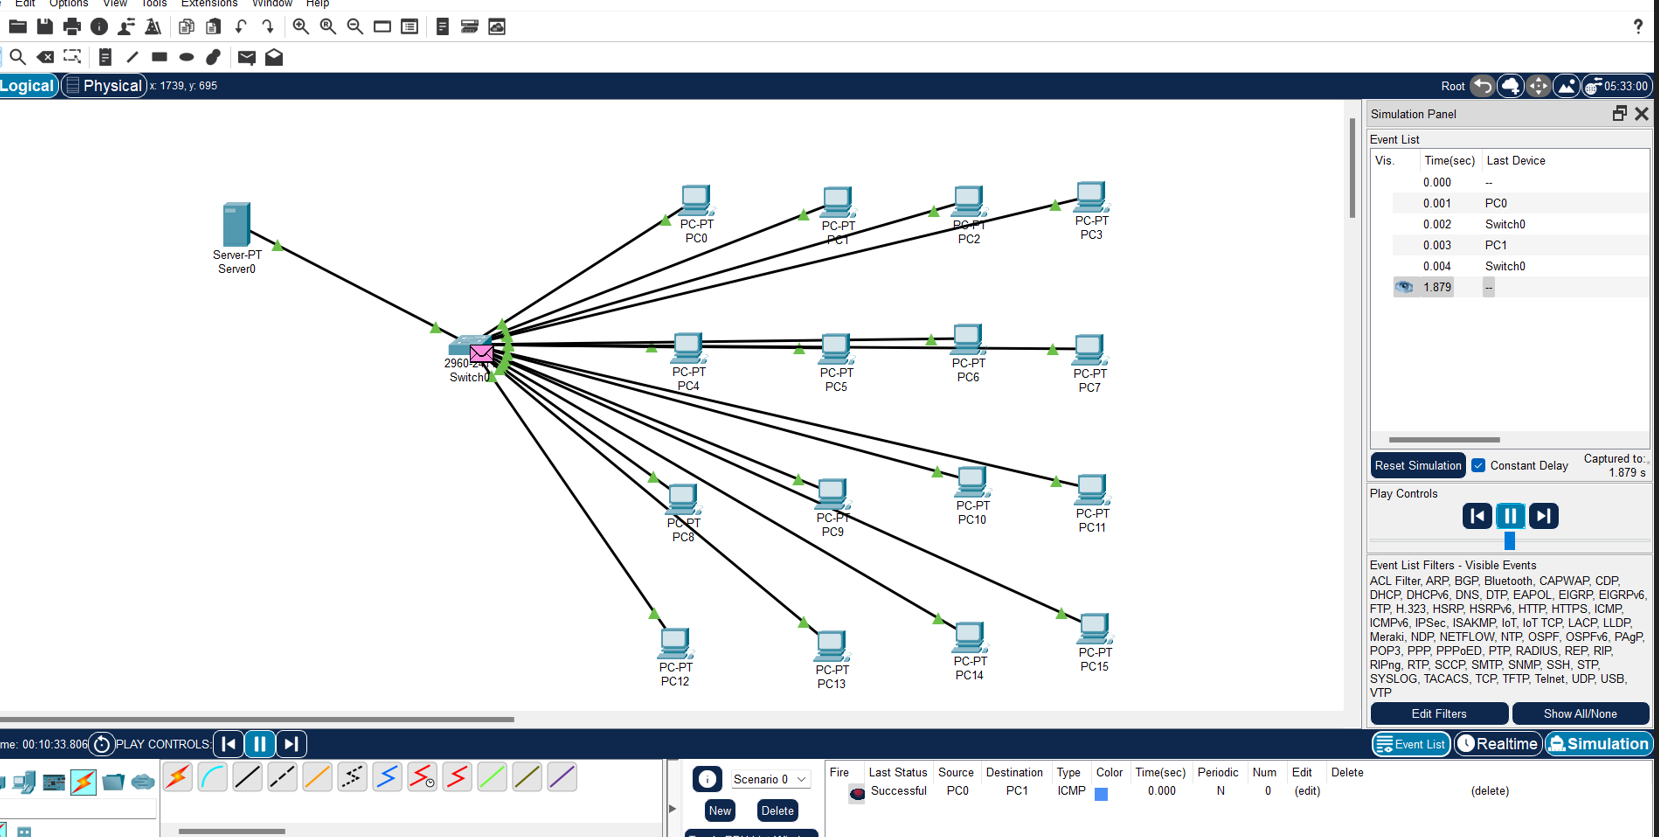 Edit Options View Tools Extensions Window Help
?
Logical Physical x: 1739, y: 695
Root 05:33:00
Simulation Panel
Event List
Vis. Time(sec) Last Device
0.000 --
0.001 PC0
0.002 Switch0
0.003 PC1
0.004 Switch0
1.879 --
Reset Simulation Constant Delay Captured to:
1.879 s
Play Controls
Event List Filters - Visible Events
ACL Filter, ARP, BGP, Bluetooth, CAPWAP, CDP,
DHCP, DHCPv6, DNS, DTP, EAPOL, EIGRP, EIGRPv6,
FTP, H.323, HSRP, HSRPv6, HTTP, HTTPS, ICMP,
ICMPv6, IPSec, ISAKMP, IoT, IoT TCP, LACP, LLDP,
Meraki, NDP, NETFLOW, NTP, OSPF, OSPFv6, PAgP,
POP3, PPP, PPPoED, PTP, RADIUS, REP, RIP,
RIPng, RTP, SCCP, SMTP, SNMP, SSH, STP,
SYSLOG, TACACS, TCP, TFTP, Telnet, UDP, USB,
VTP
Edit Filters Show All/None
Server-PT
Server0
PC-PT
PC0
PC-PT
PC1
PC-PT
PC2
PC-PT
PC3
2960-24
Switch0
PC-PT
PC4
PC-PT
PC5
PC-PT
PC6
PC-PT
PC7
PC-PT
PC8
PC-PT
PC9
PC-PT
PC10
PC-PT
PC11
PC-PT
PC12
PC-PT
PC13
PC-PT
PC14
PC-PT
PC15
me: 00:10:33.806 PLAY CONTROLS:
Event List Realtime Simulation
Scenario 0
New Delete
Fire Last Status Source Destination Type Color Time(sec) Periodic Num Edit Delete
Successful PC0 PC1 ICMP 0.000 N 0 (edit) (delete)